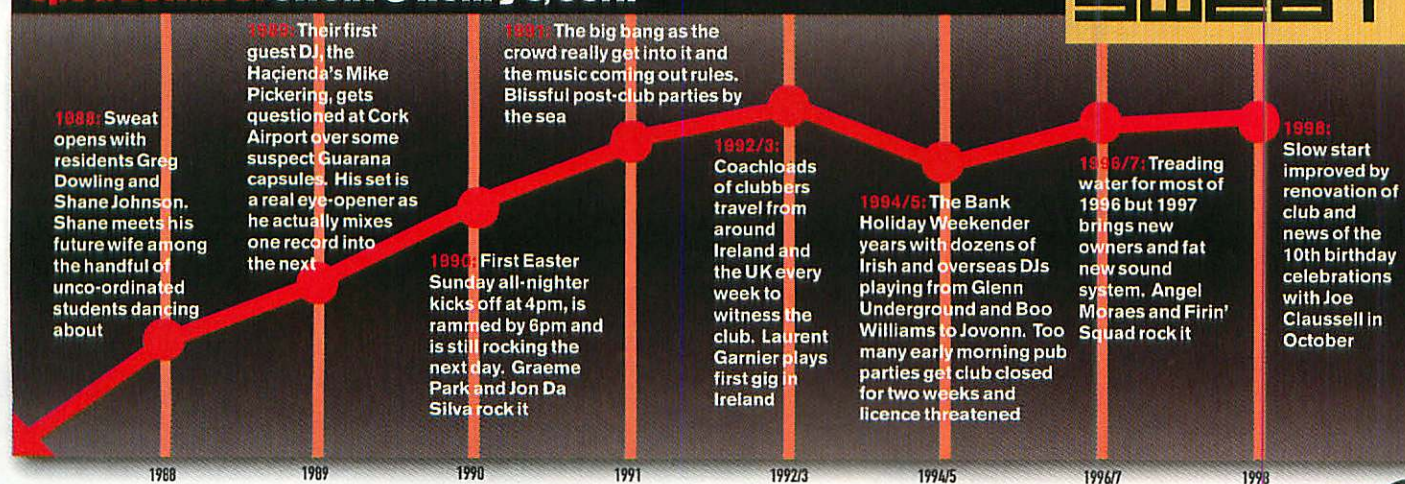 SWEAT
1988: Sweat
opens with
residents Greg
Dowling and
Shane Johnson.
Shane meets his
future wife among
the handful of
unco-ordinated
students dancing
about
1989: Their first
guest DJ, the
Haçienda's Mike
Pickering, gets
questioned at Cork
Airport over some
suspect Guarana
capsules. His set is
a real eye-opener as
he actually mixes
one record into
the next
1990: First Easter
Sunday all-nighter
kicks off at 4pm, is
rammed by 6pm and
is still rocking the
next day. Graeme
Park and Jon Da
Silva rock it
1991: The big bang as the
crowd really get into it and
the music coming out rules.
Blissful post-club parties by
the sea
1992/3:
Coachloads
of clubbers
travel from
around
Ireland and
the UK every
week to
witness the
club. Laurent
Garnier plays
first gig in
Ireland
1994/5: The Bank
Holiday Weekender
years with dozens of
Irish and overseas DJs
playing from Glenn
Underground and Boo
Williams to Jovonn. Too
many early morning pub
parties get club closed
for two weeks and
licence threatened
1996/7: Treading
water for most of
1996 but 1997
brings new
owners and fat
new sound
system. Angel
Moraes and Firin'
Squad rock it
1998:
Slow start
improved by
renovation of
club and
news of the
10th birthday
celebrations
with Joe
Claussell in
October
1988 1989 1990 1991 1992/3 1994/5 1996/7 1998